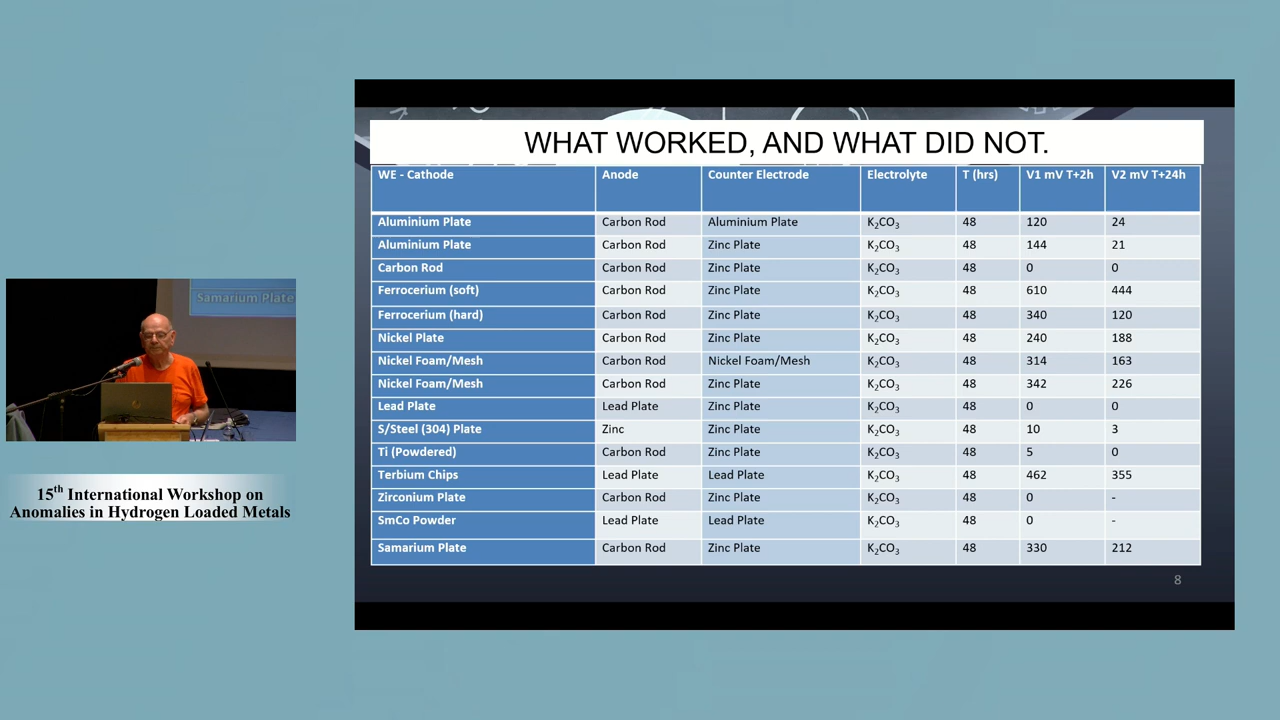 WHAT WORKED, AND WHAT DID NOT.
WE - Cathode Anode Counter Electrode Electrolyte T (hrs) V1 mV T+2h V2 mV T+24h
Aluminium Plate Carbon Rod Aluminium Plate K₂CO₃ 48 120 24
Aluminium Plate Carbon Rod Zinc Plate K₂CO₃ 48 144 21
Carbon Rod Carbon Rod Zinc Plate K₂CO₃ 48 0 0
Ferrocerium (soft) Carbon Rod Zinc Plate K₂CO₃ 48 610 444
Ferrocerium (hard) Carbon Rod Zinc Plate K₂CO₃ 48 340 120
Nickel Plate Carbon Rod Zinc Plate K₂CO₃ 48 240 188
Nickel Foam/Mesh Carbon Rod Nickel Foam/Mesh K₂CO₃ 48 314 163
Nickel Foam/Mesh Carbon Rod Zinc Plate K₂CO₃ 48 342 226
Lead Plate Lead Plate Zinc Plate K₂CO₃ 48 0 0
S/Steel (304) Plate Zinc Zinc Plate K₂CO₃ 48 10 3
Ti (Powdered) Carbon Rod Zinc Plate K₂CO₃ 48 5 0
Terbium Chips Lead Plate Lead Plate K₂CO₃ 48 462 355
Zirconium Plate Carbon Rod Zinc Plate K₂CO₃ 48 0 -
SmCo Powder Lead Plate Lead Plate K₂CO₃ 48 0 -
Samarium Plate Carbon Rod Zinc Plate K₂CO₃ 48 330 212
8
Samarium Plate
15th International Workshop on
Anomalies in Hydrogen Loaded Metals